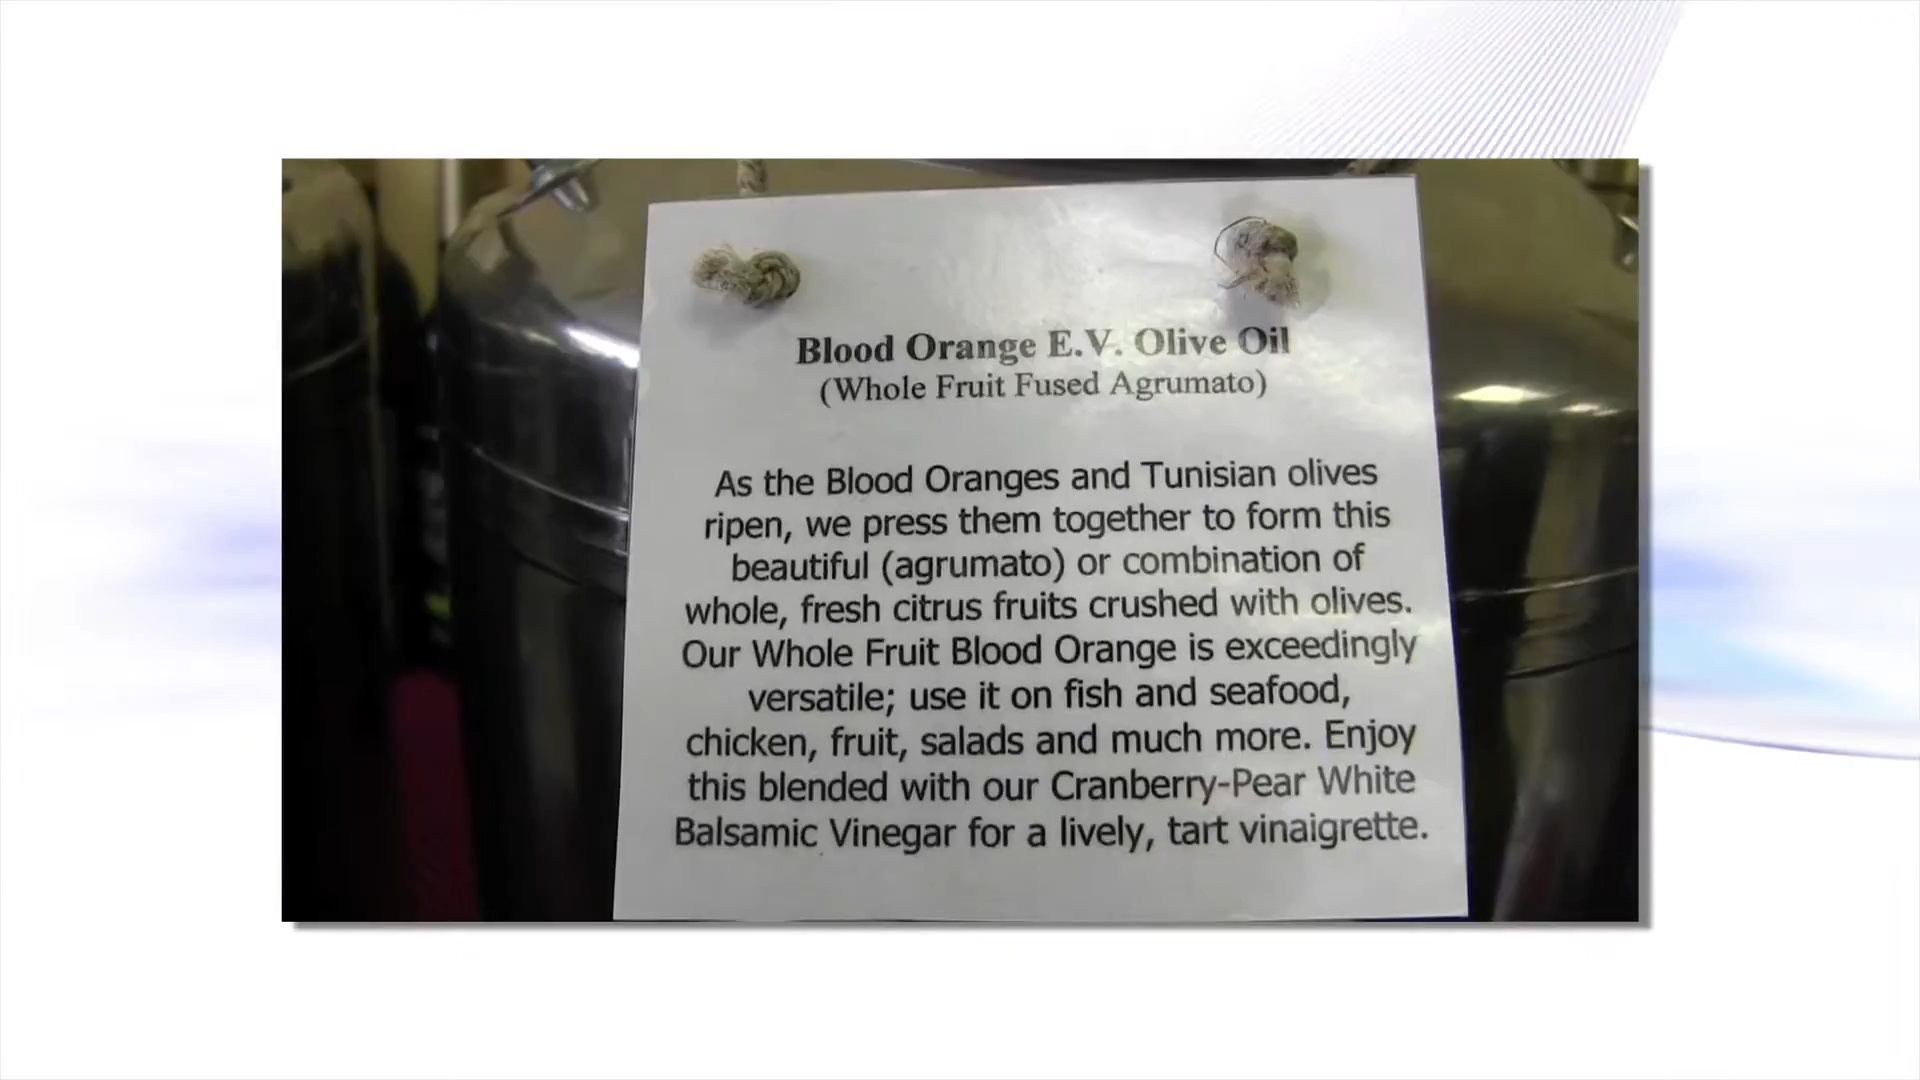 Blood Orange E.V. Olive Oil
(Whole Fruit Fused Agrumato)
As the Blood Oranges and Tunisian olives
ripen, we press them together to form this
beautiful (agrumato) or combination of
whole, fresh citrus fruits crushed with olives.
Our Whole Fruit Blood Orange is exceedingly
versatile; use it on fish and seafood,
chicken, fruit, salads and much more. Enjoy
this blended with our Cranberry-Pear White
Balsamic Vinegar for a lively, tart vinaigrette.